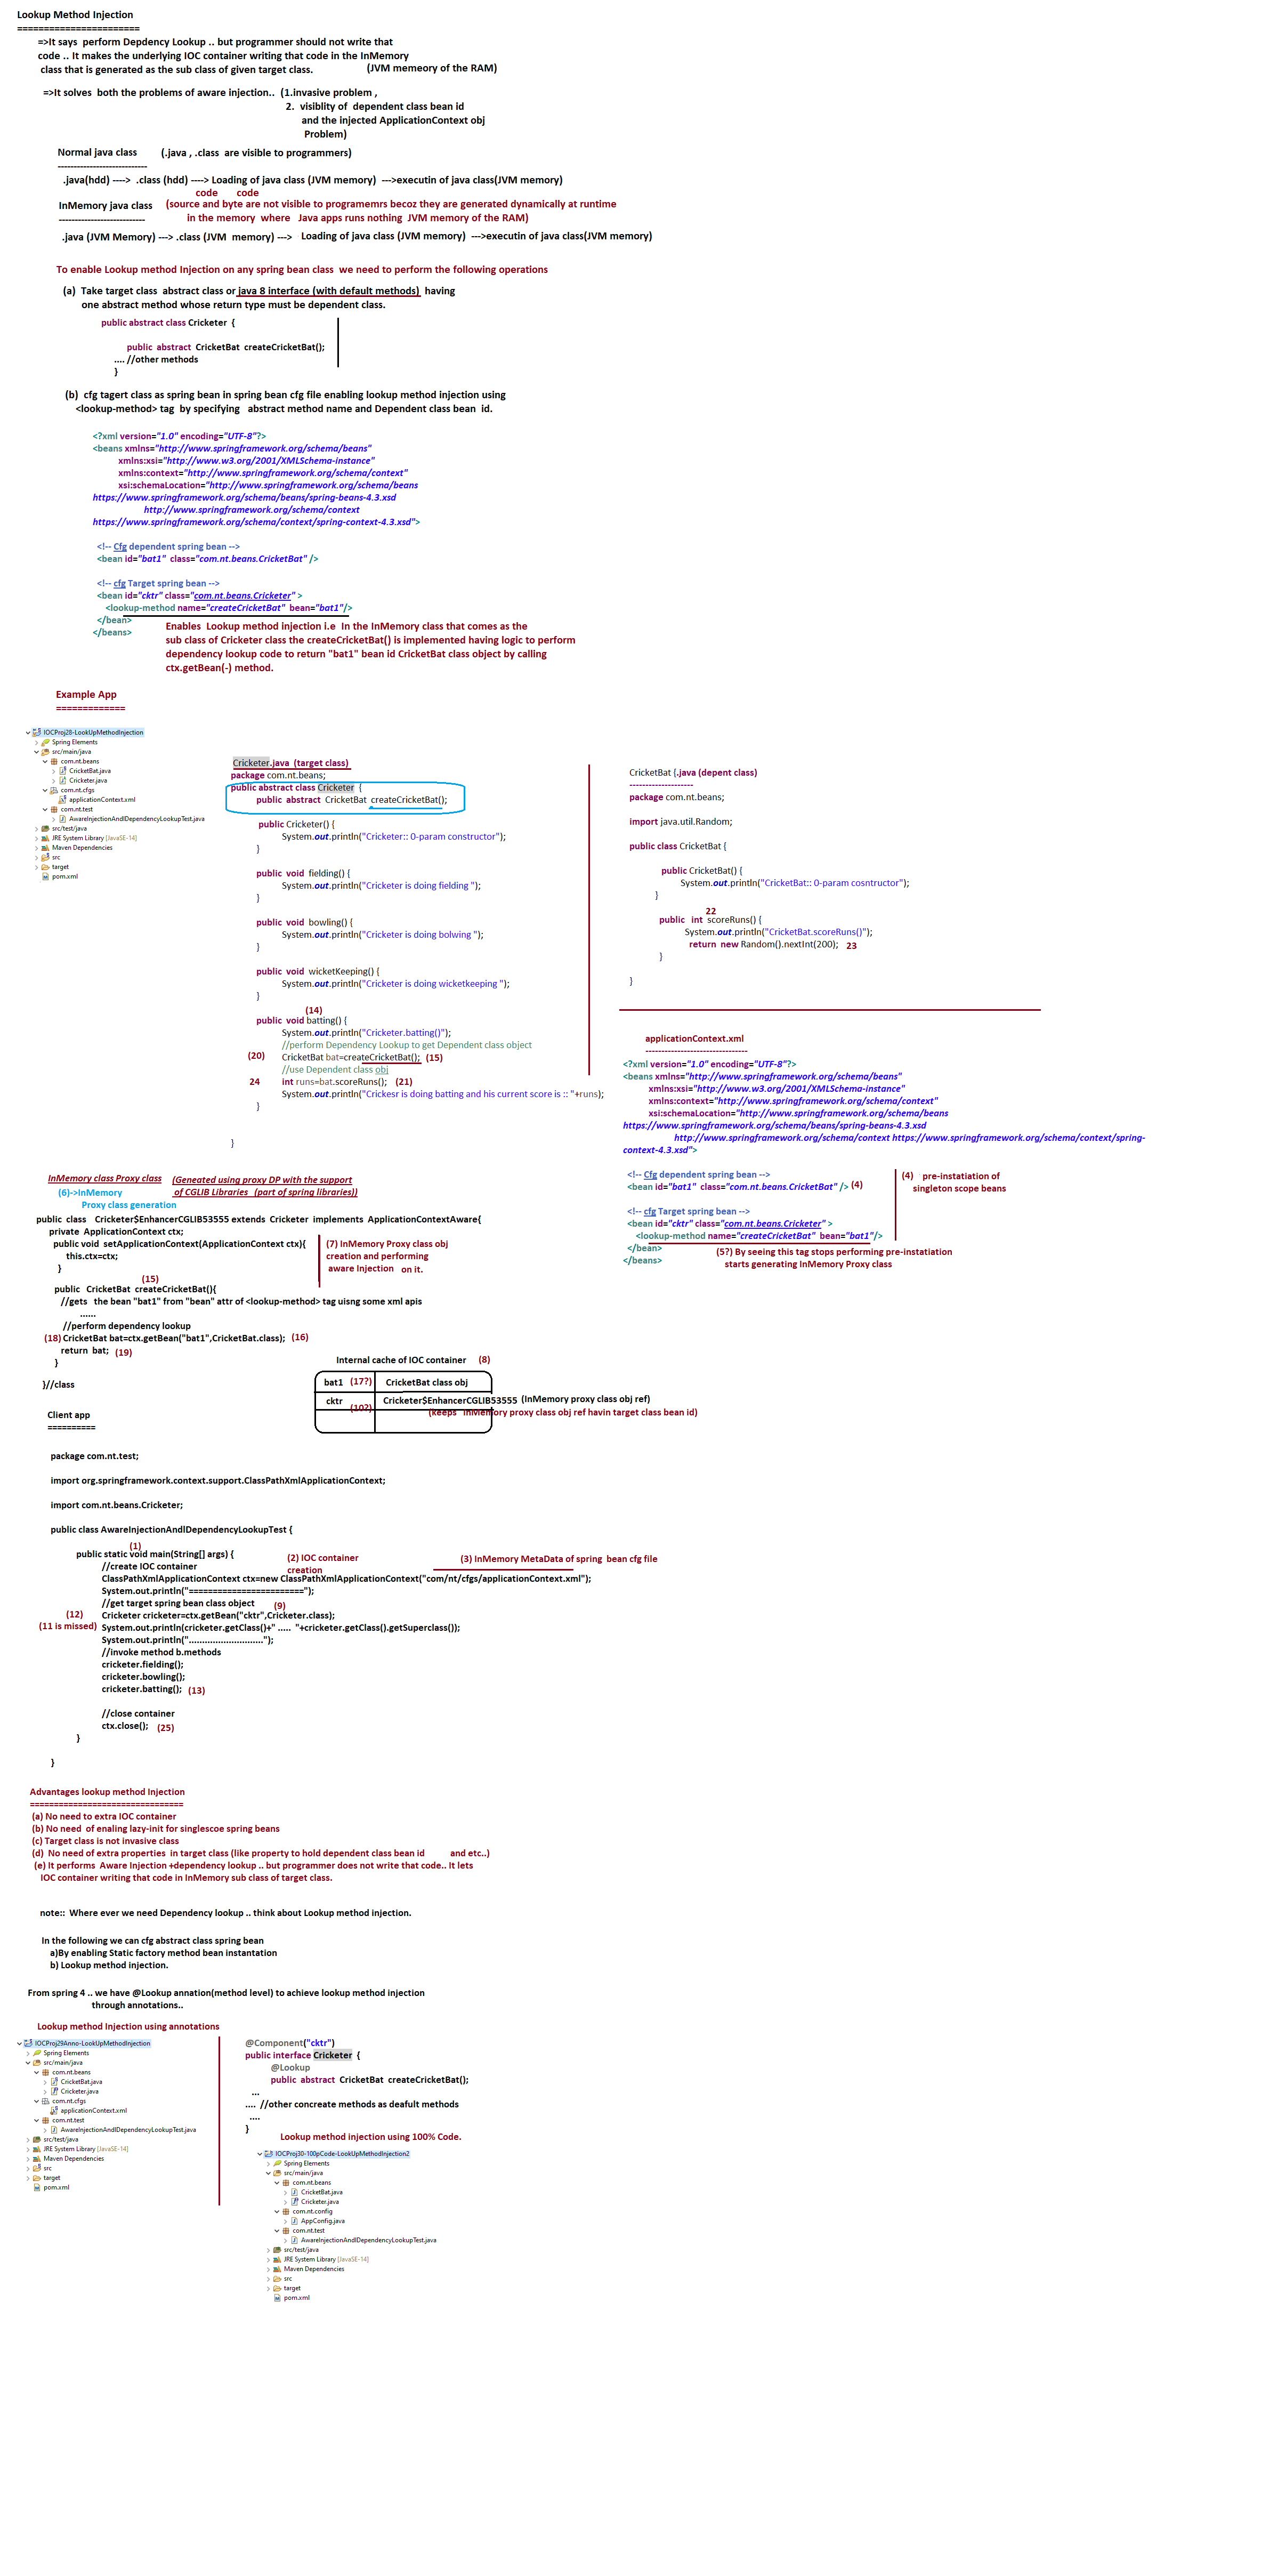 Lookup Method Injection
=======================
=>It says perform Depdency Lookup .. but programmer should not write that
code .. It makes the underlying IOC container writing that code in the InMemory
class that is generated as the sub class of given target class. (JVM memeory of the RAM)
=>It solves both the problems of aware injection.. (1.invasive problem ,
2. visiblity of dependent class bean id
and the injected ApplicationContext obj
Problem)
Normal java class (.java , .class are visible to programmers)
----------------------------
.java(hdd) ----> .class (hdd) ----> Loading of java class (JVM memory) --->executin of java class(JVM memory)
code code
InMemory java class (source and byte are not visible to programemrs becoz they are generated dynamically at runtime
--------------------------- in the memory where Java apps runs nothing JVM memory of the RAM)
.java (JVM Memory) ---> .class (JVM memory) ---> Loading of java class (JVM memory) --->executin of java class(JVM memory)
To enable Lookup method Injection on any spring bean class we need to perform the following operations
(a) Take target class abstract class or java 8 interface (with default methods) having
one abstract method whose return type must be dependent class.
public abstract class Cricketer {
public abstract CricketBat createCricketBat();
.... //other methods
}
(b) cfg tagert class as spring bean in spring bean cfg file enabling lookup method injection using
<lookup-method> tag by specifying abstract method name and Dependent class bean id.
<?xml version="1.0" encoding="UTF-8"?>
<beans xmlns="http://www.springframework.org/schema/beans"
xmlns:xsi="http://www.w3.org/2001/XMLSchema-instance"
xmlns:context="http://www.springframework.org/schema/context"
xsi:schemaLocation="http://www.springframework.org/schema/beans
https://www.springframework.org/schema/beans/spring-beans-4.3.xsd
http://www.springframework.org/schema/context
https://www.springframework.org/schema/context/spring-context-4.3.xsd">
<!-- Cfg dependent spring bean -->
<bean id="bat1" class="com.nt.beans.CricketBat" />
<!-- cfg Target spring bean -->
<bean id="cktr" class="com.nt.beans.Cricketer" >
<lookup-method name="createCricketBat" bean="bat1"/>
</bean>
</beans>
Enables Lookup method injection i.e In the InMemory class that comes as the
sub class of Cricketer class the createCricketBat() is implemented having logic to perform
dependency lookup code to return "bat1" bean id CricketBat class object by calling
ctx.getBean(-) method.
Example App
=============
IOCProj28-LookUpMethodInjection
Spring Elements
src/main/java
com.nt.beans
CricketBat.java
Cricketer.java
com.nt.cfgs
applicationContext.xml
com.nt.test
AwareInjectionAndIDependencyLookupTest.java
src/test/java
JRE System Library [JavaSE-14]
Maven Dependencies
src
target
pom.xml
Cricketer.java (target class)
package com.nt.beans;
public abstract class Cricketer {
public abstract CricketBat createCricketBat();
public Cricketer() {
System.out.println("Cricketer:: 0-param constructor");
}
public void fielding() {
System.out.println("Cricketer is doing fielding ");
}
public void bowling() {
System.out.println("Cricketer is doing bolwing ");
}
public void wicketKeeping() {
System.out.println("Cricketer is doing wicketkeeping ");
}
(14)
public void batting() {
System.out.println("Cricketer.batting()");
//perform Dependency Lookup to get Dependent class object
(20) CricketBat bat=createCricketBat(); (15)
//use Dependent class obj
24 int runs=bat.scoreRuns(); (21)
System.out.println("Crickesr is doing batting and his current score is :: "+runs);
}
}
CricketBat {.java (depent class)
--------------------
package com.nt.beans;
import java.util.Random;
public class CricketBat {
public CricketBat() {
System.out.println("CricketBat:: 0-param cosntructor");
}
22
public int scoreRuns() {
System.out.println("CricketBat.scoreRuns()");
return new Random().nextInt(200); 23
}
}
applicationContext.xml
--------------------------------
<?xml version="1.0" encoding="UTF-8"?>
<beans xmlns="http://www.springframework.org/schema/beans"
xmlns:xsi="http://www.w3.org/2001/XMLSchema-instance"
xmlns:context="http://www.springframework.org/schema/context"
xsi:schemaLocation="http://www.springframework.org/schema/beans
https://www.springframework.org/schema/beans/spring-beans-4.3.xsd
http://www.springframework.org/schema/context https://www.springframework.org/schema/context/spring-
context-4.3.xsd">
<!-- Cfg dependent spring bean -->
<bean id="bat1" class="com.nt.beans.CricketBat" /> (4)
(4) pre-instatiation of
singleton scope beans
<!-- cfg Target spring bean -->
<bean id="cktr" class="com.nt.beans.Cricketer" >
<lookup-method name="createCricketBat" bean="bat1"/>
</bean>
</beans>
(5?) By seeing this tag stops performing pre-instatiation
starts generating InMemory Proxy class
InMemory class Proxy class (Geneated using proxy DP with the support
of CGLIB Libraries (part of spring libraries))
(6)->InMemory
Proxy class generation
public class Cricketer$EnhancerCGLIB53555 extends Cricketer implements ApplicationContextAware{
private ApplicationContext ctx;
public void setApplicationContext(ApplicationContext ctx){
this.ctx=ctx;
}
(7) InMemory Proxy class obj
creation and performing
aware Injection on it.
(15)
public CricketBat createCricketBat(){
//gets the bean "bat1" from "bean" attr of <lookup-method> tag uisng some xml apis
......
//perform dependency lookup
(18) CricketBat bat=ctx.getBean("bat1",CricketBat.class); (16)
return bat; (19)
}
}//class
Internal cache of IOC container (8)
bat1 (17?) CricketBat class obj
cktr (10?) Cricketer$EnhancerCGLIB53555 (InMemory proxy class obj ref)
(keeps InMemory proxy class obj ref havin target class bean id)
Client app
==========
package com.nt.test;
import org.springframework.context.support.ClassPathXmlApplicationContext;
import com.nt.beans.Cricketer;
public class AwareInjectionAndIDependencyLookupTest {
(1)
public static void main(String[] args) {
//create IOC container
(2) IOC container
creation
(3) InMemory MetaData of spring bean cfg file
ClassPathXmlApplicationContext ctx=new ClassPathXmlApplicationContext("com/nt/cfgs/applicationContext.xml");
System.out.println("========================");
//get target spring bean class object (9)
(12) Cricketer cricketer=ctx.getBean("cktr",Cricketer.class);
(11 is missed) System.out.println(cricketer.getClass()+" ..... "+cricketer.getClass().getSuperclass());
System.out.println("............................");
//invoke method b.methods
cricketer.fielding();
cricketer.bowling();
cricketer.batting(); (13)
//close container
ctx.close(); (25)
}
}
Advantages lookup method Injection
================================
(a) No need to extra IOC container
(b) No need of enaling lazy-init for singlescoe spring beans
(c) Target class is not invasive class
(d) No need of extra properties in target class (like property to hold dependent class bean id and etc..)
(e) It performs Aware Injection +dependency lookup .. but programmer does not write that code.. It lets
IOC container writing that code in InMemory sub class of target class.
note:: Where ever we need Dependency lookup .. think about Lookup method injection.
In the following we can cfg abstract class spring bean
a)By enabling Static factory method bean instantation
b) Lookup method injection.
From spring 4 .. we have @Lookup annation(method level) to achieve lookup method injection
through annotations..
Lookup method Injection using annotations
IOCProj29Anno-LookUpMethodInjection
Spring Elements
src/main/java
com.nt.beans
CricketBat.java
Cricketer.java
com.nt.cfgs
applicationContext.xml
com.nt.test
AwareInjectionAndIDependencyLookupTest.java
src/test/java
JRE System Library [JavaSE-14]
Maven Dependencies
src
target
pom.xml
@Component("cktr")
public interface Cricketer {
@Lookup
public abstract CricketBat createCricketBat();
...
.... //other concreate methods as deafult methods
....
}
Lookup method injection using 100% Code.
IOCProj30-100pCode-LookUpMethodInjection2
Spring Elements
src/main/java
com.nt.beans
CricketBat.java
Cricketer.java
com.nt.config
AppConfig.java
com.nt.test
AwareInjectionAndIDependencyLookupTest.java
src/test/java
JRE System Library [JavaSE-14]
Maven Dependencies
src
target
pom.xml